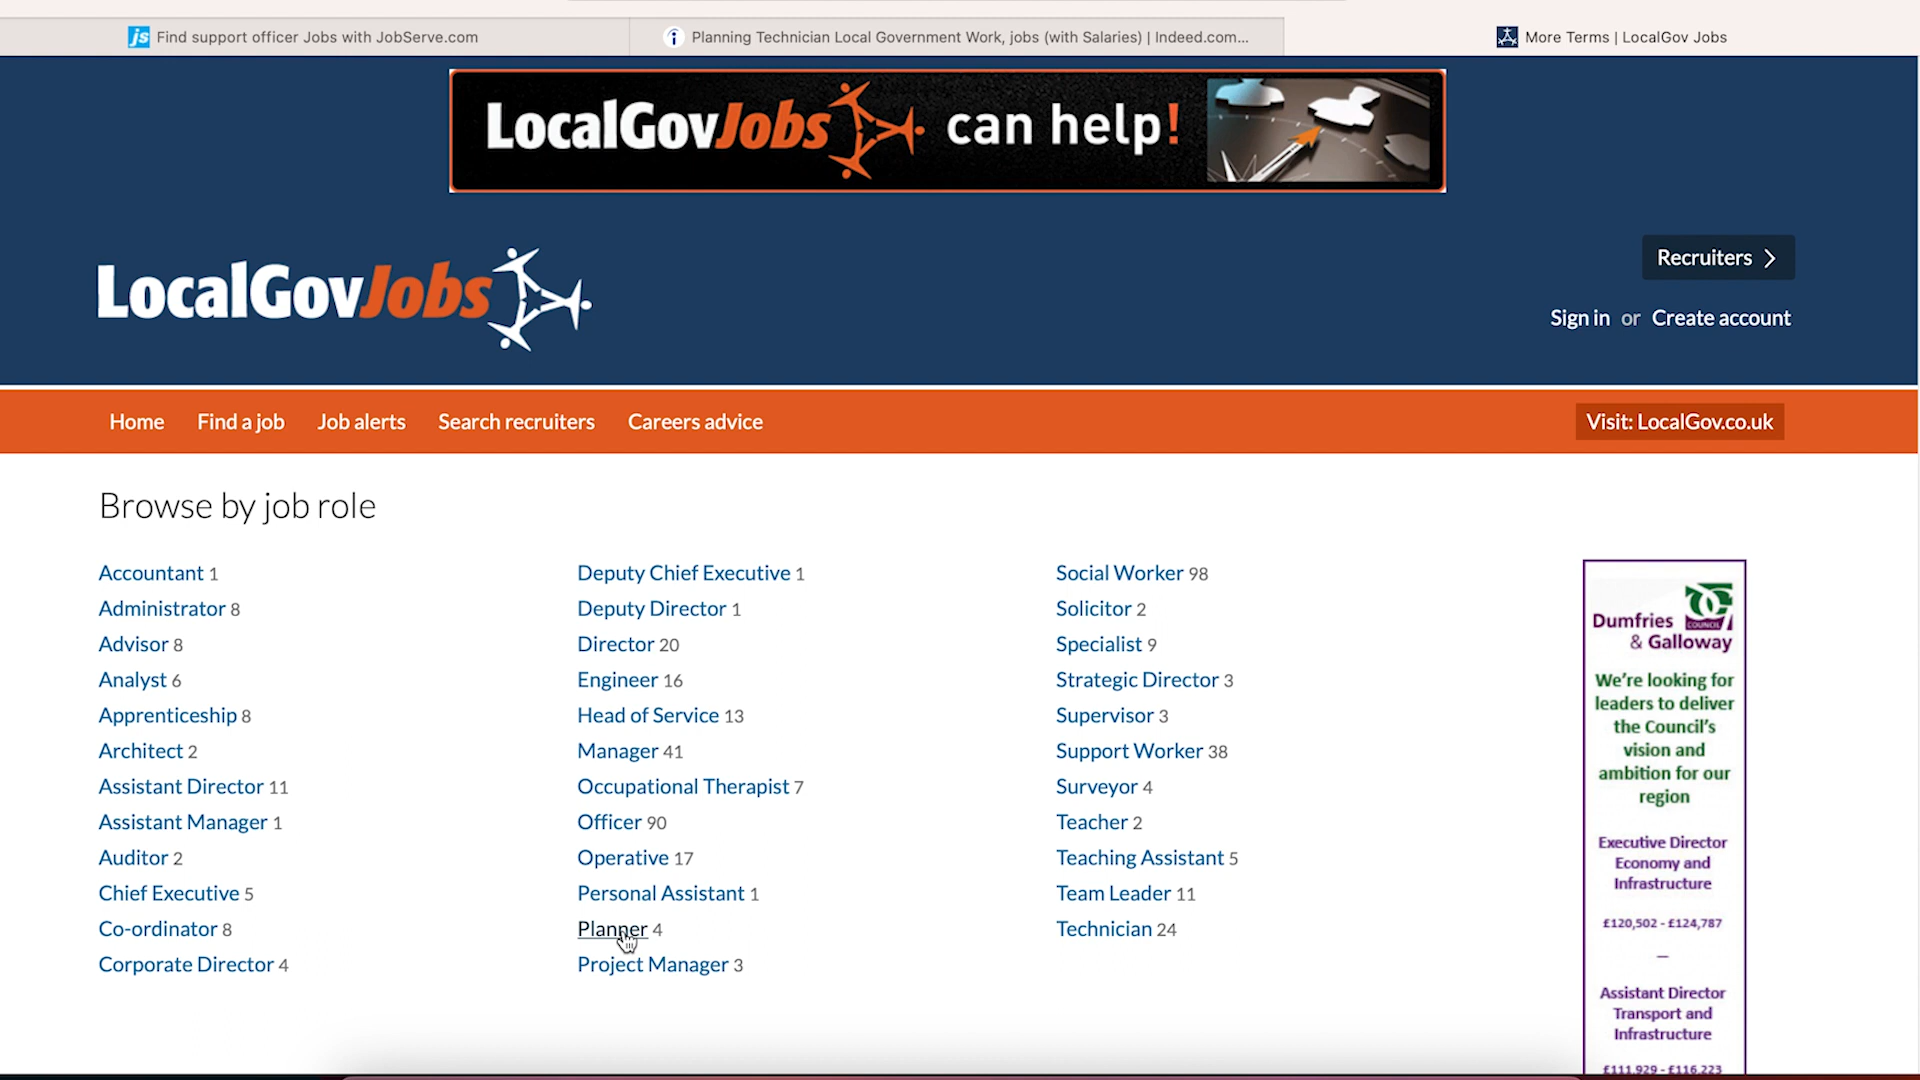 Find support officer Jobs with JobServe.com
Planning Technician Local Government Work, jobs (with Salaries) | Indeed.com...
More Terms | LocalGov Jobs
LocalGovJobs can help!
LocalGovJobs
Recruiters
Sign in or Create account
Home Find a job Job alerts Search recruiters Careers advice
Visit: LocalGov.co.uk
Browse by job role
Accountant 1
Administrator 8
Advisor 8
Analyst 6
Apprenticeship 8
Architect 2
Assistant Director 11
Assistant Manager 1
Auditor 2
Chief Executive 5
Co-ordinator 8
Corporate Director 4
Deputy Chief Executive 1
Deputy Director 1
Director 20
Engineer 16
Head of Service 13
Manager 41
Occupational Therapist 7
Officer 90
Operative 17
Personal Assistant 1
Planner 4
Project Manager 3
Social Worker 98
Solicitor 2
Specialist 9
Strategic Director 3
Supervisor 3
Support Worker 38
Surveyor 4
Teacher 2
Teaching Assistant 5
Team Leader 11
Technician 24
Dumfries
COUNCIL
& Galloway
We're looking for
leaders to deliver
the Council's
vision and
ambition for our
region
Executive Director
Economy and
Infrastructure
£120,502 - £124,787
Assistant Director
Transport and
Infrastructure
£111,929 - £116,223